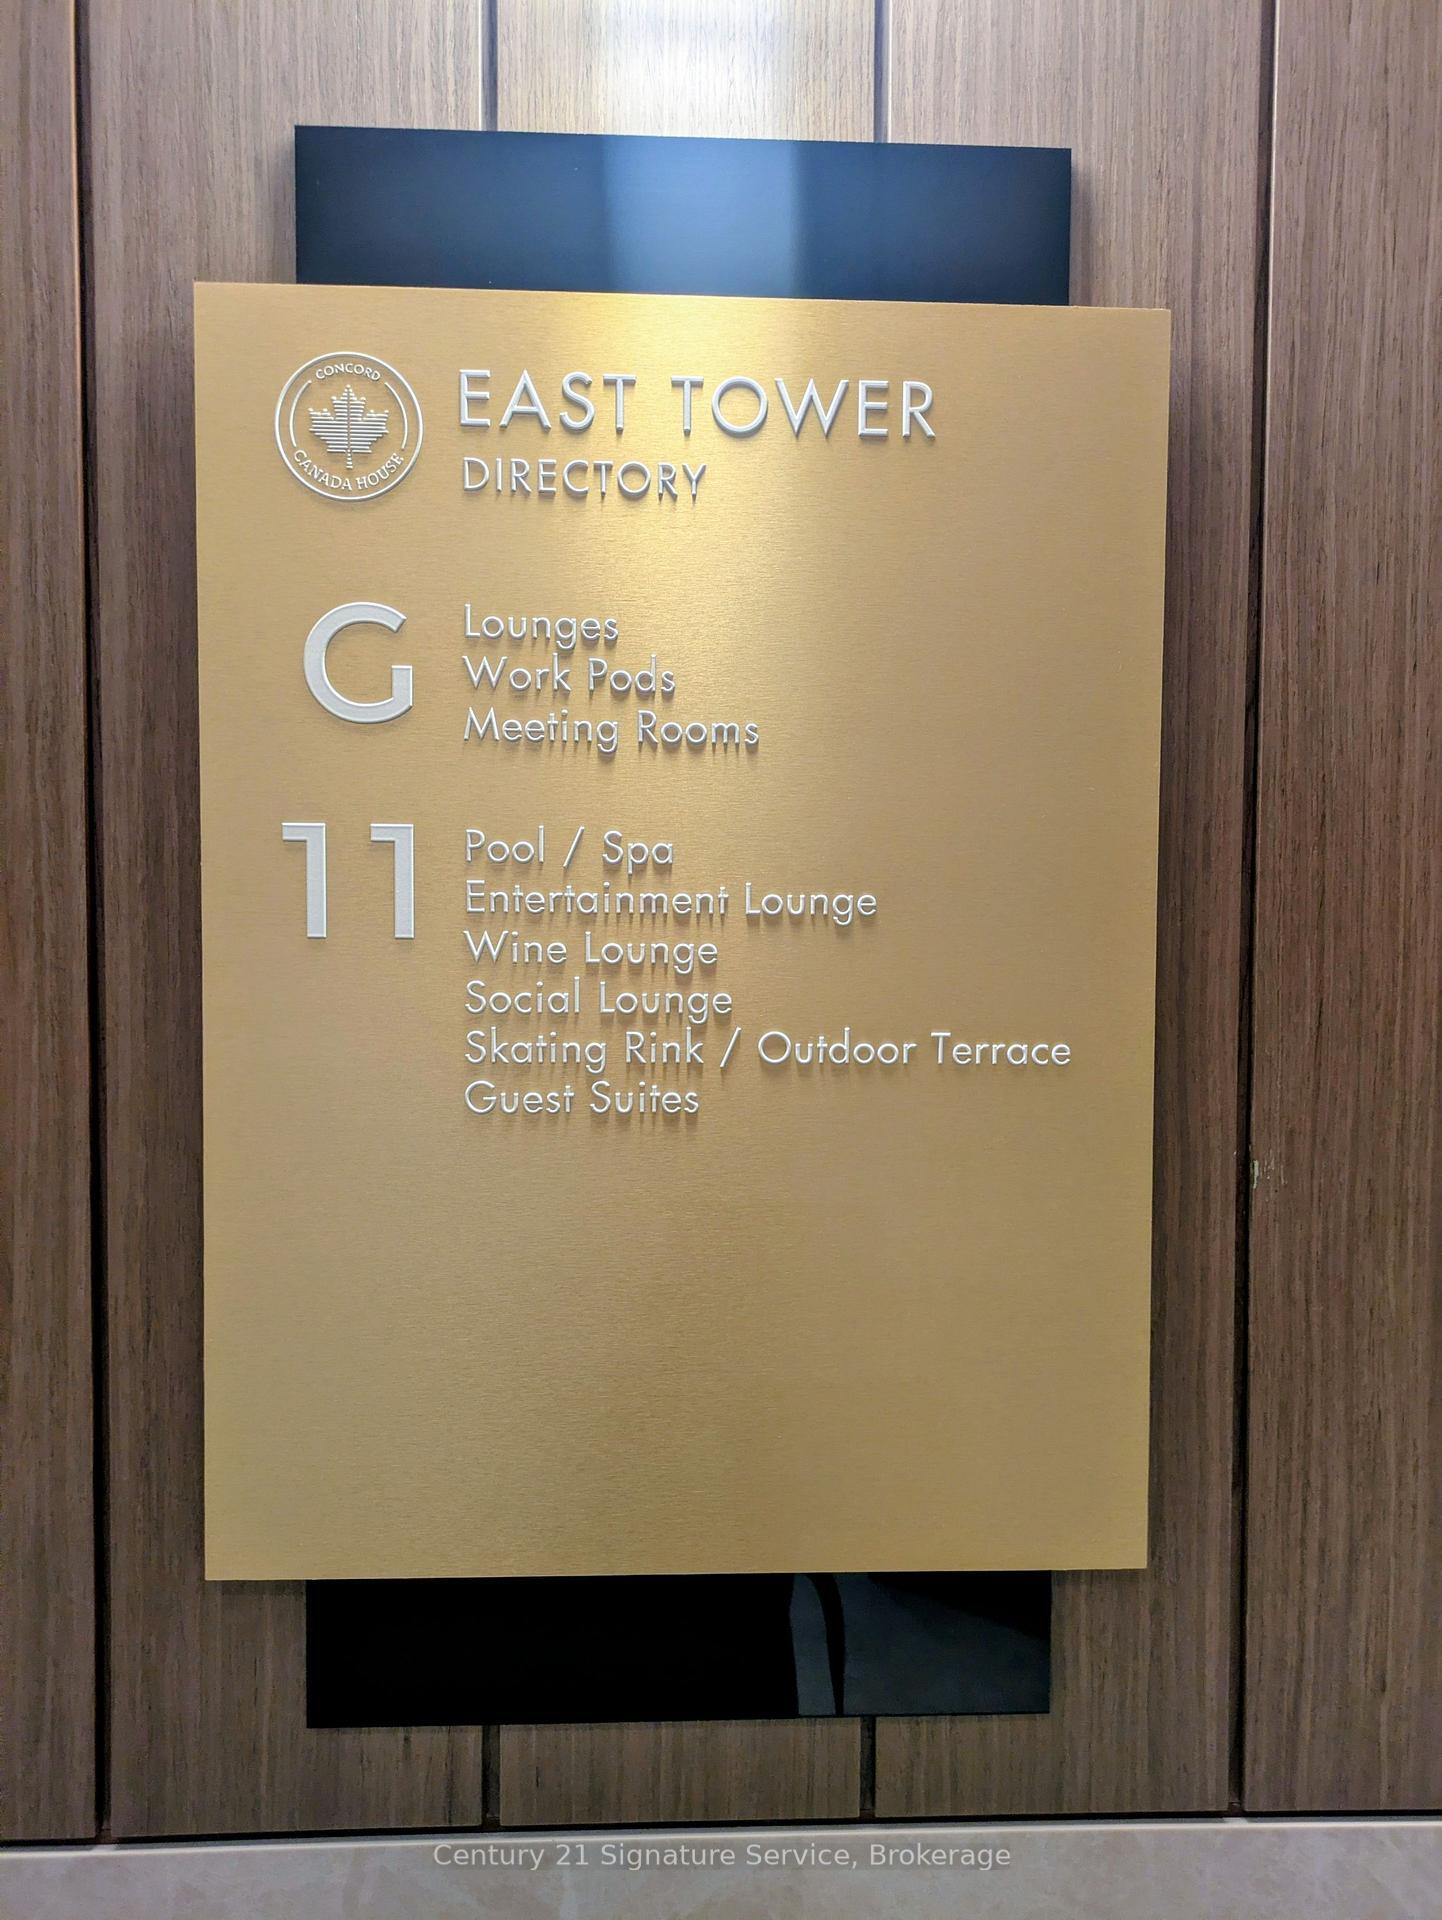 CONCORD
CANADA HOUSE
EAST TOWER
DIRECTORY
G
Lounges
Work Pods
Meeting Rooms
11
Pool / Spa
Entertainment Lounge
Wine Lounge
Social Lounge
Skating Rink / Outdoor Terrace
Guest Suites
Century 21 Signature Service, Brokerage